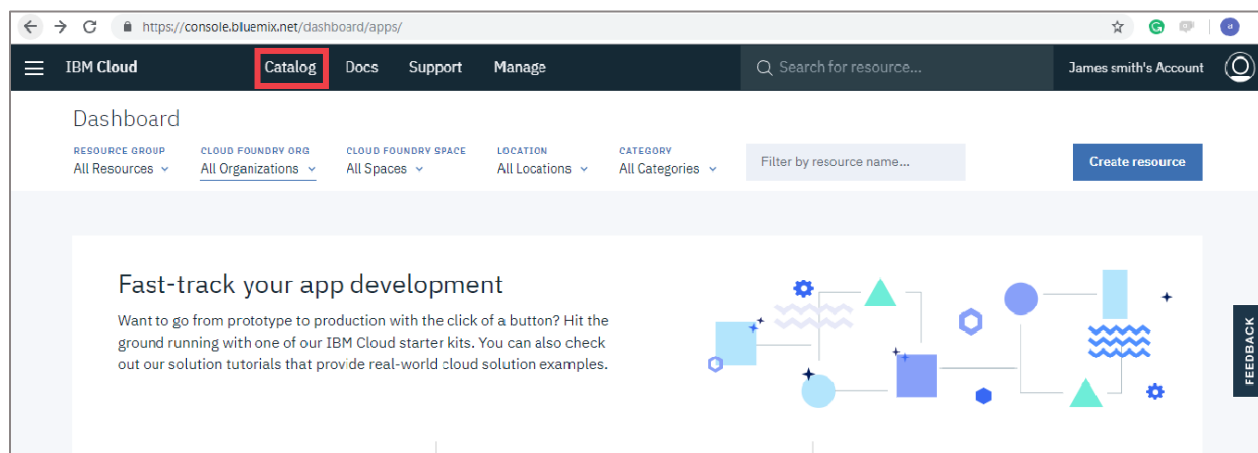 https://console.bluemix.net/dashboard/apps/
IBM Cloud Catalog Docs Support Manage Search for resource... James smith's Account
Dashboard
RESOURCE GROUP CLOUD FOUNDRY ORG CLOUD FOUNDRY SPACE LOCATION CATEGORY
All Resources All Organizations All Spaces All Locations All Categories Filter by resource name... Create resource
Fast-track your app development
Want to go from prototype to production with the click of a button? Hit the
ground running with one of our IBM Cloud starter kits. You can also check
out our solution tutorials that provide real-world cloud solution examples.
FEEDBACK